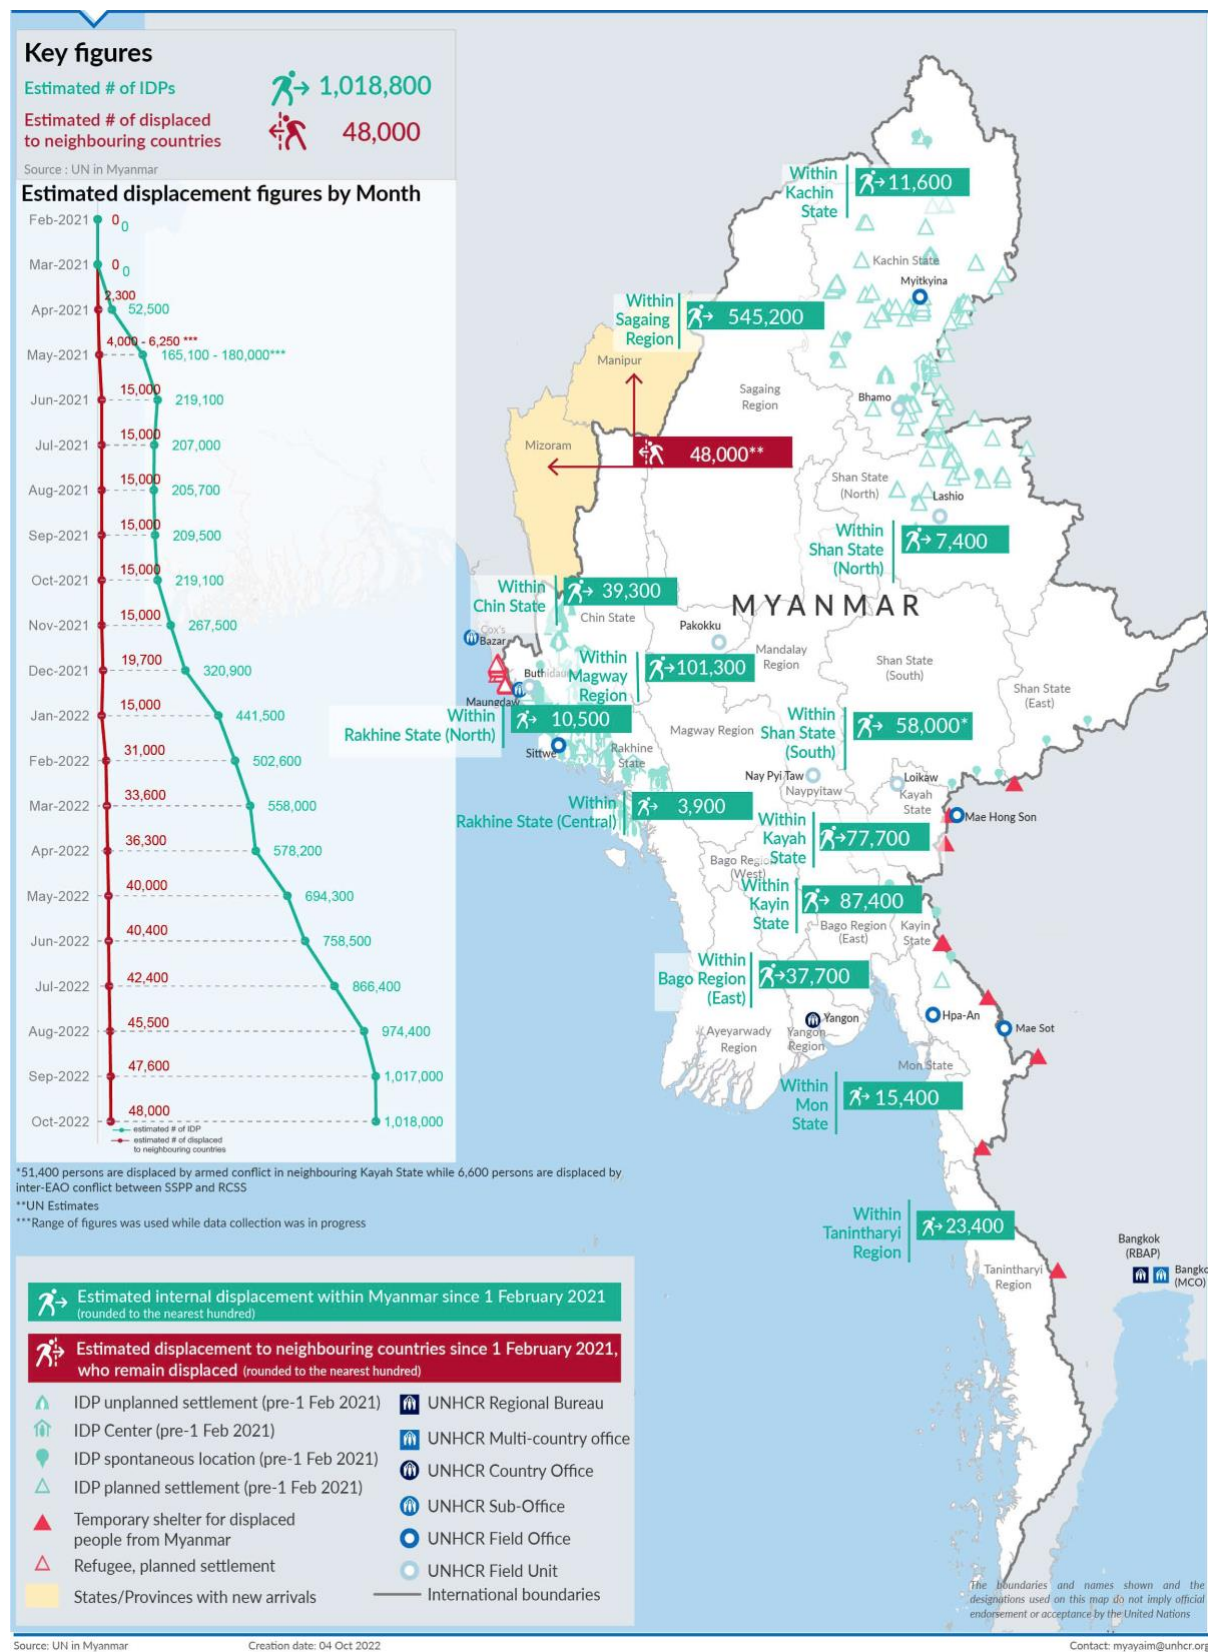 Key figures
Estimated # of IDPs
1,018,800
Estimated # of displaced
to neighbouring countries
48,000
Source : UN in Myanmar
Estimated displacement figures by Month
Feb-2021 0 0
Mar-2021 0 0
Apr-2021 2,300 52,500
May-2021 4,000 - 6,250 *** 165,100 - 180,000***
Jun-2021 15,000 219,100
Jul-2021 15,000 207,000
Aug-2021 15,000 205,700
Sep-2021 15,000 209,500
Oct-2021 15,000 219,100
Nov-2021 15,000 267,500
Dec-2021 19,700 320,900
Jan-2022 15,000 441,500
Feb-2022 31,000 502,600
Mar-2022 33,600 558,000
Apr-2022 36,300 578,200
May-2022 40,000 694,300
Jun-2022 40,400 758,500
Jul-2022 42,400 866,400
Aug-2022 45,500 974,400
Sep-2022 47,600 1,017,000
Oct-2022 48,000 1,018,000
estimated # of IDP
estimated # of displaced
to neighbouring countries
*51,400 persons are displaced by armed conflict in neighbouring Kayah State while 6,600 persons are displaced by
inter-EAO conflict between SSPP and RCSS
**UN Estimates
***Range of figures was used while data collection was in progress
Within
Kachin
State
11,600
Kachin State
Myitkyina
Within
Sagaing
Region
545,200
Manipur
Sagaing
Region
Bhamo
Mizoram
48,000**
Shan State
(North)
Lashio
Within
Shan State
(North)
7,400
Within
Chin State
39,300
Chin State
MYANMAR
Pakokku
Cox's
Bazar
Mandalay
Region
Within
Magway
Region
101,300
Buthidaung
Maungdaw
Shan State
(South)
Shan State
(East)
Within
Rakhine State (North)
10,500
Sittwe
Rakhine
State
Magway Region
Within
Shan State
(South)
58,000*
Nay Pyi Taw
Naypyitaw
Loikaw
Kayah
State
Mae Hong Son
Within
Rakhine State (Central)
3,900
Within
Kayah
State
77,700
Bago Region
(West)
Within
Kayin
State
87,400
Bago Region
(East)
Kayin
State
Within
Bago Region
(East)
37,700
Yangon
Yangon
Region
Ayeyarwady
Region
Hpa-An
Mae Sot
Mon State
Within
Mon
State
15,400
Within
Tanintharyi
Region
23,400
Tanintharyi
Region
Bangkok
(RBAP)
Bangko
(MCO)
Estimated internal displacement within Myanmar since 1 February 2021
(rounded to the nearest hundred)
Estimated displacement to neighbouring countries since 1 February 2021,
who remain displaced (rounded to the nearest hundred)
IDP unplanned settlement (pre-1 Feb 2021)
IDP Center (pre-1 Feb 2021)
IDP spontaneous location (pre-1 Feb 2021)
IDP planned settlement (pre-1 Feb 2021)
Temporary shelter for displaced
people from Myanmar
Refugee, planned settlement
States/Provinces with new arrivals
UNHCR Regional Bureau
UNHCR Multi-country office
UNHCR Country Office
UNHCR Sub-Office
UNHCR Field Office
UNHCR Field Unit
International boundaries
The boundaries and names shown and the
designations used on this map do not imply official
endorsement or acceptance by the United Nations
Source: UN in Myanmar
Creation date: 04 Oct 2022
Contact: myayaim@unhcr.org